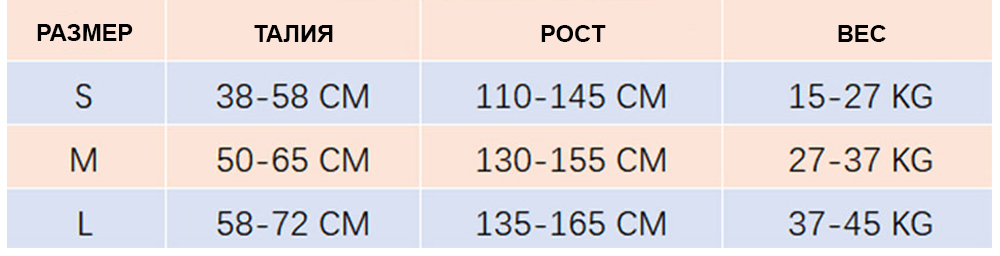 РАЗМЕР ТАЛИЯ РОСТ ВЕС
S 38-58 CM 110-145 CM 15-27 KG
M 50-65 CM 130-155 CM 27-37 KG
L 58-72 CM 135-165 CM 37-45 KG